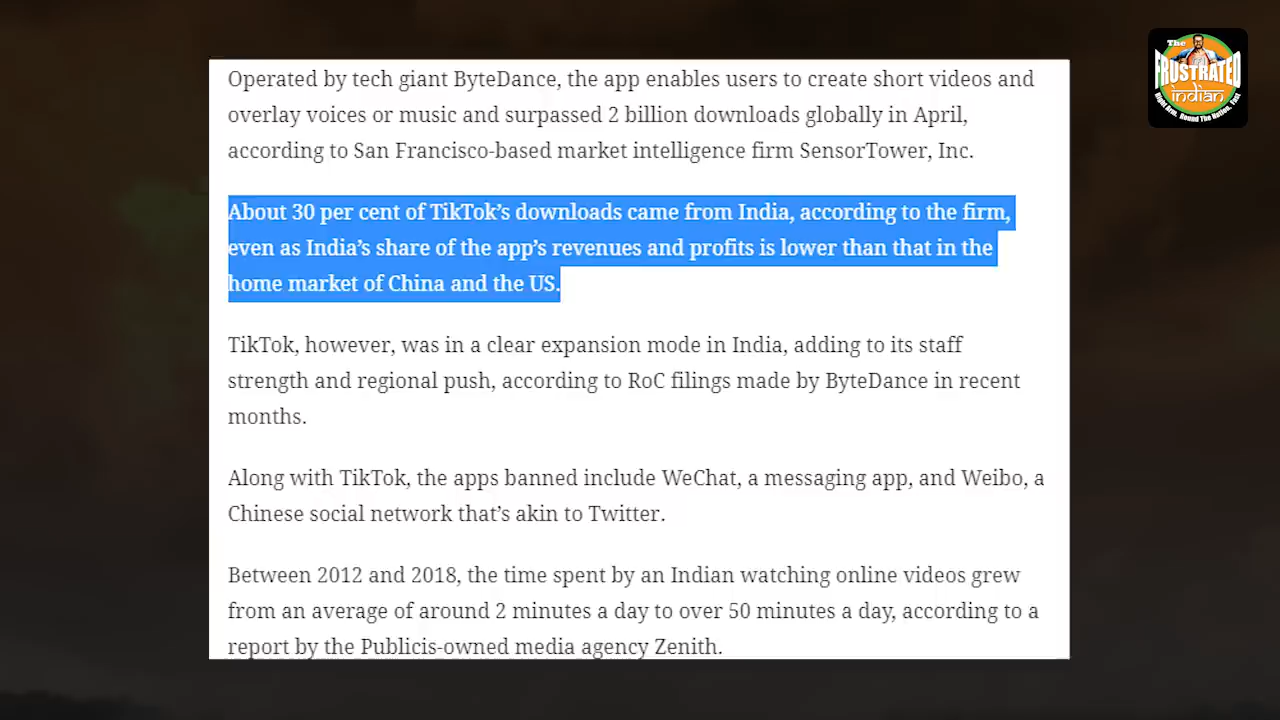 The
FRUSTRATED
indian
Right Arm. Round The Nation. Fast
Operated by tech giant ByteDance, the app enables users to create short videos and
overlay voices or music and surpassed 2 billion downloads globally in April,
according to San Francisco-based market intelligence firm SensorTower, Inc.
About 30 per cent of TikTok’s downloads came from India, according to the firm,
even as India’s share of the app’s revenues and profits is lower than that in the
home market of China and the US.
TikTok, however, was in a clear expansion mode in India, adding to its staff
strength and regional push, according to RoC filings made by ByteDance in recent
months.
Along with TikTok, the apps banned include WeChat, a messaging app, and Weibo, a
Chinese social network that’s akin to Twitter.
Between 2012 and 2018, the time spent by an Indian watching online videos grew
from an average of around 2 minutes a day to over 50 minutes a day, according to a
report by the Publicis-owned media agency Zenith.